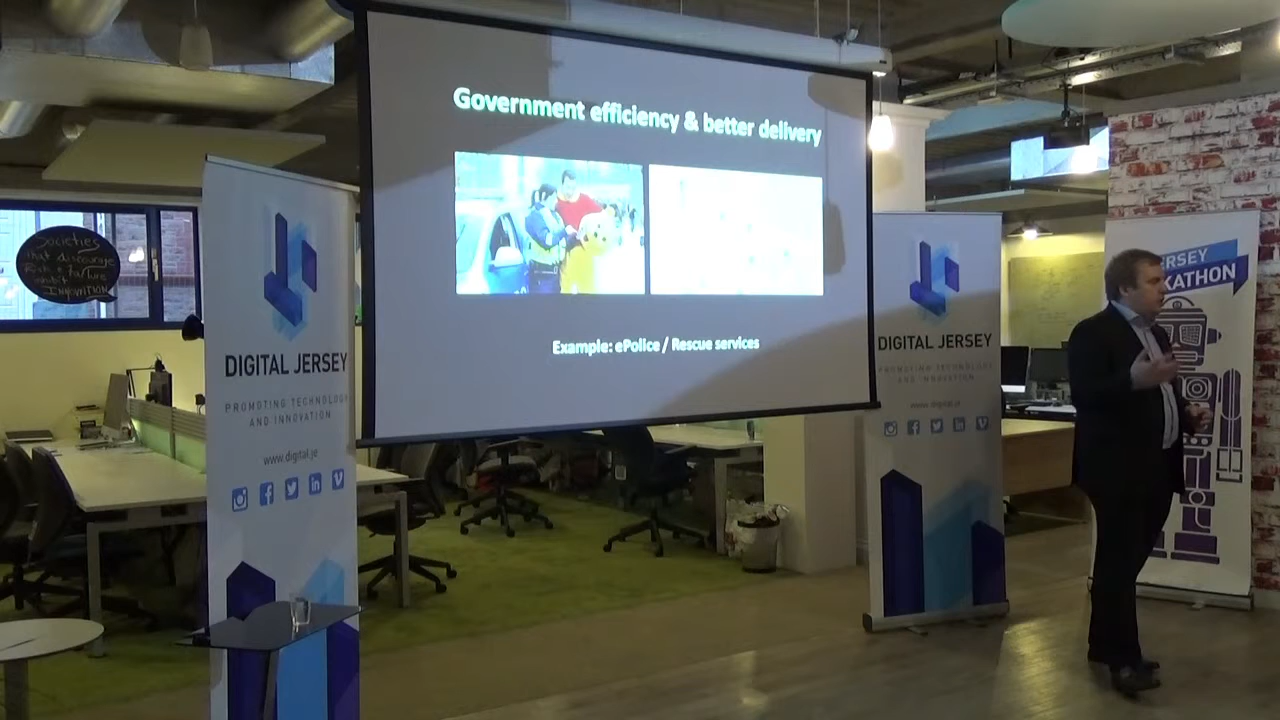 Government efficiency & better delivery
Example: ePolice / Rescue services
Societies
that discourage
Risk & Failure
INNOVATION
DIGITAL JERSEY
PROMOTING TECHNOLOGY
AND INNOVATION
www.digital.je
DIGITAL JERSEY
PROMOTING TECHNOLOGY
AND INNOVATION
www.digital.je
ERSEY
KATHON